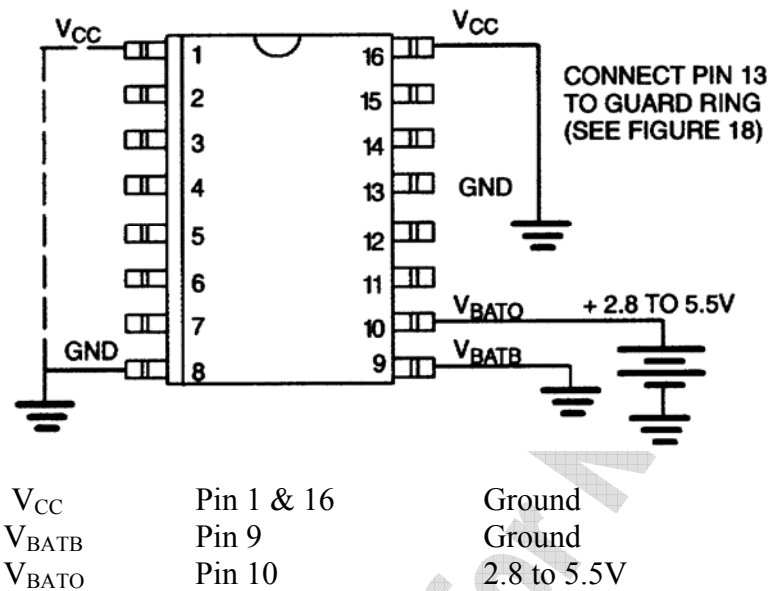 VCC
VCC
1
2
3
4
5
6
7
8
16
15
14
13
12
11
10
9
CONNECT PIN 13
TO GUARD RING
(SEE FIGURE 18)
GND
GND
VBATO
+ 2.8 TO 5.5V
VBATB
VCC Pin 1 & 16 Ground
VBATB Pin 9 Ground
VBATO Pin 10 2.8 to 5.5V
for